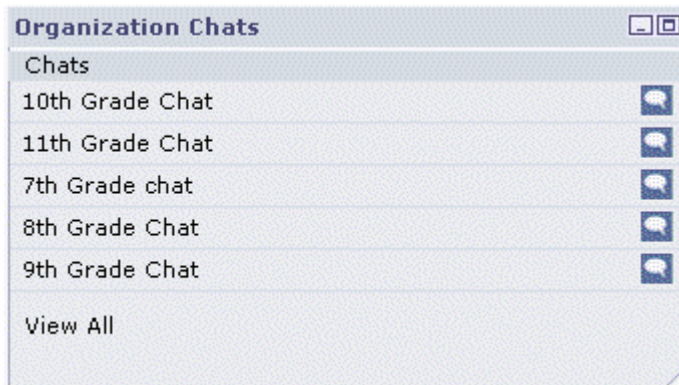 Organization Chats
Chats
10th Grade Chat
11th Grade Chat
7th Grade chat
8th Grade Chat
9th Grade Chat
View All